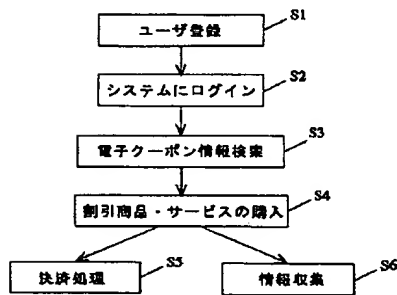 S1
ユーザ登録
S2
システムにログイン
S3
電子クーポン情報検索
S4
割引商品・サービスの購入
S5
決済処理
S6
情報収集